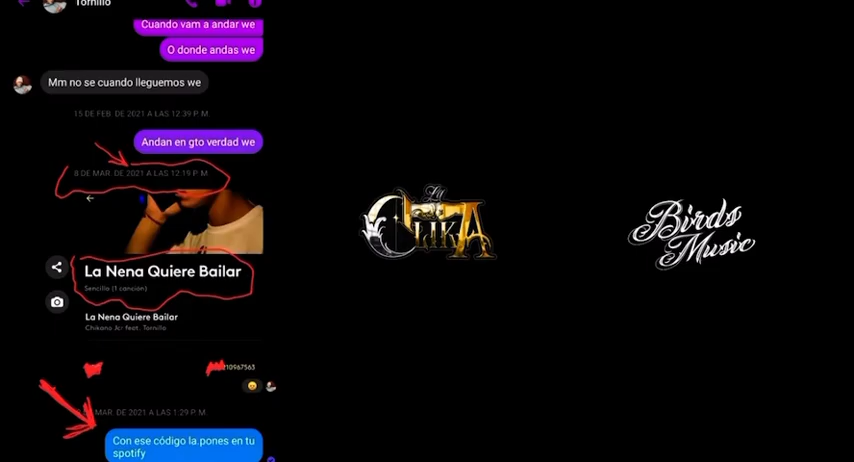 Tornillo
Cuando vam a andar we
O donde andas we
Mm no se cuando lleguemos we
15 DE FEB. DE 2021 A LAS 12:39 P. M.
Andan en gto verdad we
8 DE MAR. DE 2021 A LAS 12:19 P. M.
La Nena Quiere Bailar
Sencillo (1 canción)
La Nena Quiere Bailar
Chikano Jcr feat. Tornillo
10967563
MAR. DE 2021 A LAS 1:29 P. M.
Con ese código la.pones en tu
spotify
La
ClikA
Birds
Music